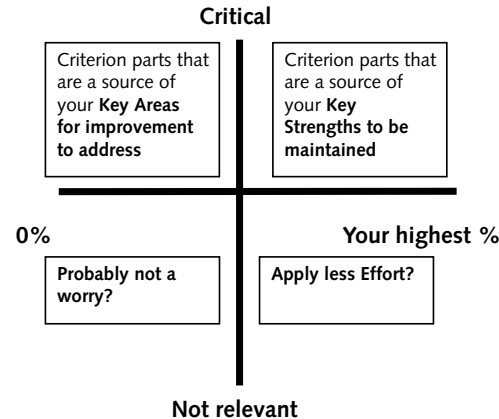 Critical
Criterion parts that
are a source of
your Key Areas
for improvement
to address
Criterion parts that
are a source of
your Key
Strengths to be
maintained
0%
Your highest %
Probably not a
worry?
Apply less Effort?
Not relevant